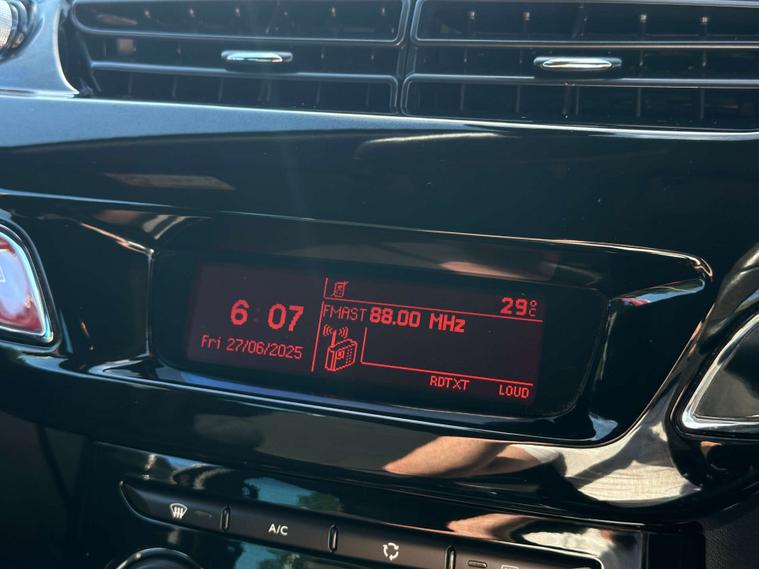 29°C
6:07
FMAST 88.00 MHz
Fri 27/06/2025
RDTXT LOUD
A/C